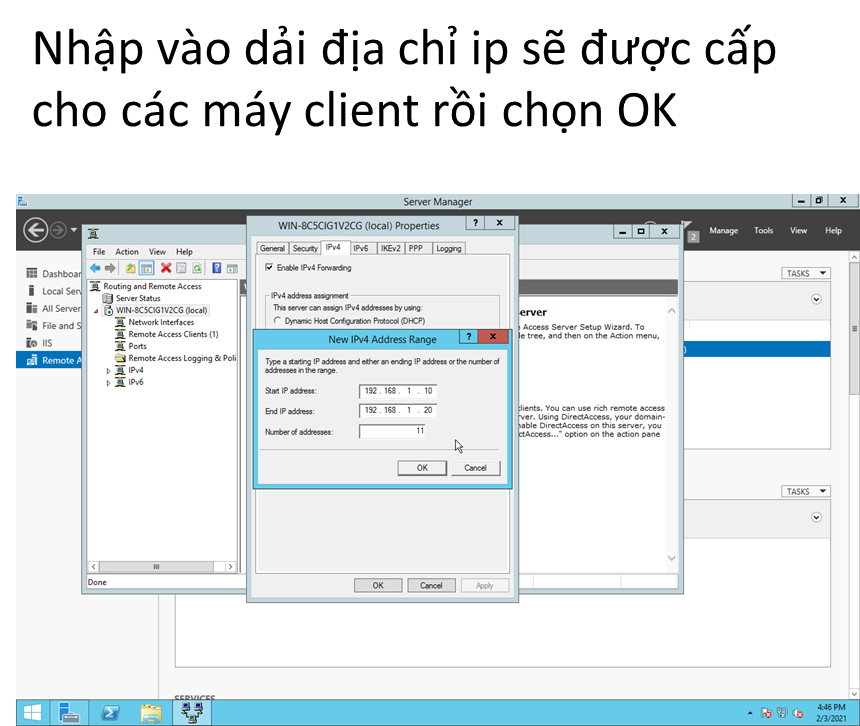 Nhập vào dải địa chỉ ip sẽ được cấp
cho các máy client rồi chọn OK
Server Manager
Manage Tools View Help
2
Dashboar
Local Serv
All Server
File and S
IIS
Remote A
File Action View Help
Routing and Remote Access
Server Status
WIN-8C5CIG1V2CG (local)
Network Interfaces
Remote Access Clients (1)
Ports
Remote Access Logging & Poli
IPv4
IPv6
Done
WIN-8C5CIG1V2CG (local) Properties
General Security IPv4 IPv6 IKEv2 PPP Logging
Enable IPv4 Forwarding
IPv4 address assignment
This server can assign IPv4 addresses by using:
Dynamic Host Configuration Protocol (DHCP)
New IPv4 Address Range
Type a starting IP address and either an ending IP address or the number of
addresses in the range.
Start IP address: 192 . 168 . 1 . 10
End IP address: 192 . 168 . 1 . 20
Number of addresses: 11
OK Cancel
OK Cancel Apply
erver
Access Server Setup Wizard. To
le tree, and then on the Action menu,
clients. You can use rich remote access
rver. Using DirectAccess, your domain-
nable DirectAccess on this server, you
ctAccess..." option on the action pane
TASKS
TASKS
SERVICES
4:46 PM
2/3/2021